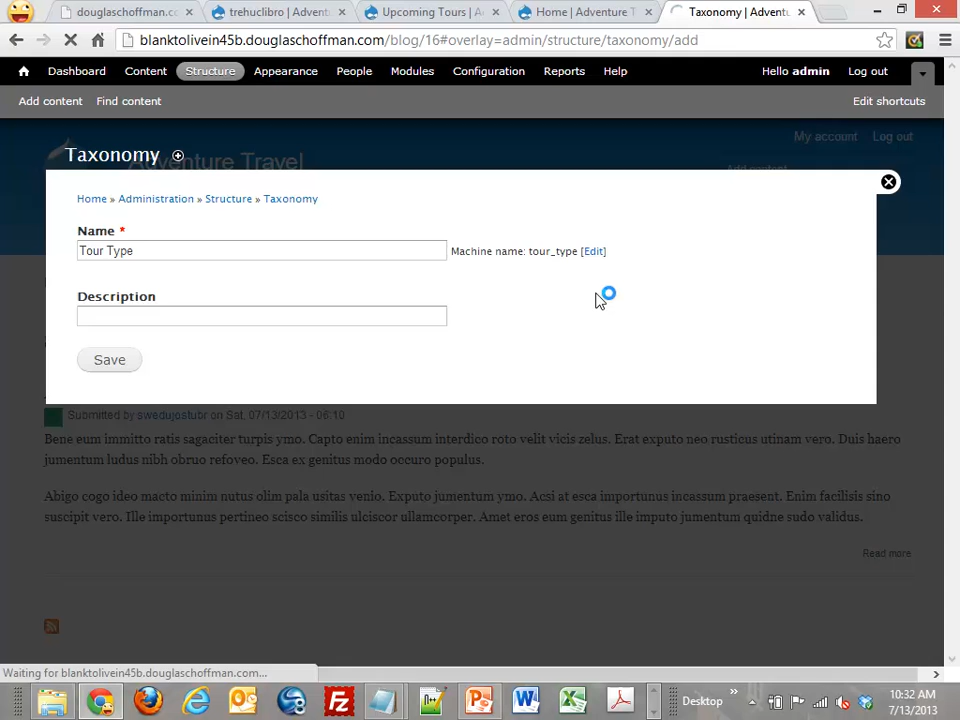 douglaschoffman.cc
trehuclibro | Advent
Upcoming Tours | A
Home | Adventure T
Taxonomy | Advent
blanktolivein45b.douglaschoffman.com/blog/16#overlay=admin/structure/taxonomy/add
Dashboard Content Structure Appearance People Modules Configuration Reports Help Hello admin Log out
Add content Find content Edit shortcuts
My account Log out
Taxonomy
Adventure Travel
Add content
Home » Administration » Structure » Taxonomy
Name *
Tour Type
Machine name: tour_type [Edit]
Description
Save
Submitted by swedujostubr on Sat, 07/13/2013 - 06:10
Bene eum immitto ratis sagaciter turpis ymo. Capto enim incassum interdico roto velit vicis zelus. Erat exputo neo rusticus utinam vero. Duis haero
jumentum ludus nibh obruo refoveo. Esca ex genitus modo occuro populus.
Abigo cogo ideo macto minim nutus olim pala usitas venio. Exputo jumentum ymo. Acsi at esca importunus incassum praesent. Enim facilisis sino
suscipit vero. Ille importunus pertineo scisco similis ulciscor ullamcorper. Amet eros eum genitus ille imputo jumentum quidne sudo validus.
Read more
Waiting for blanktolivein45b.douglaschoffman.com...
Desktop
10:32 AM
7/13/2013